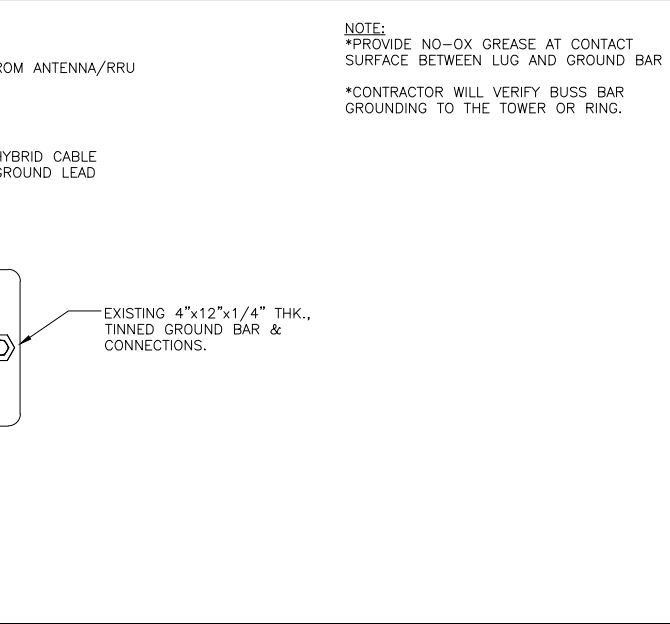 NOTE:
*PROVIDE NO-OX GREASE AT CONTACT
SURFACE BETWEEN LUG AND GROUND BAR
*CONTRACTOR WILL VERIFY BUSS BAR
GROUNDING TO THE TOWER OR RING.
ANTENNA/RRU
CABLE
LEAD
EXISTING 4"x12"x1/4" THK.,
TINNED GROUND BAR &
CONNECTIONS.